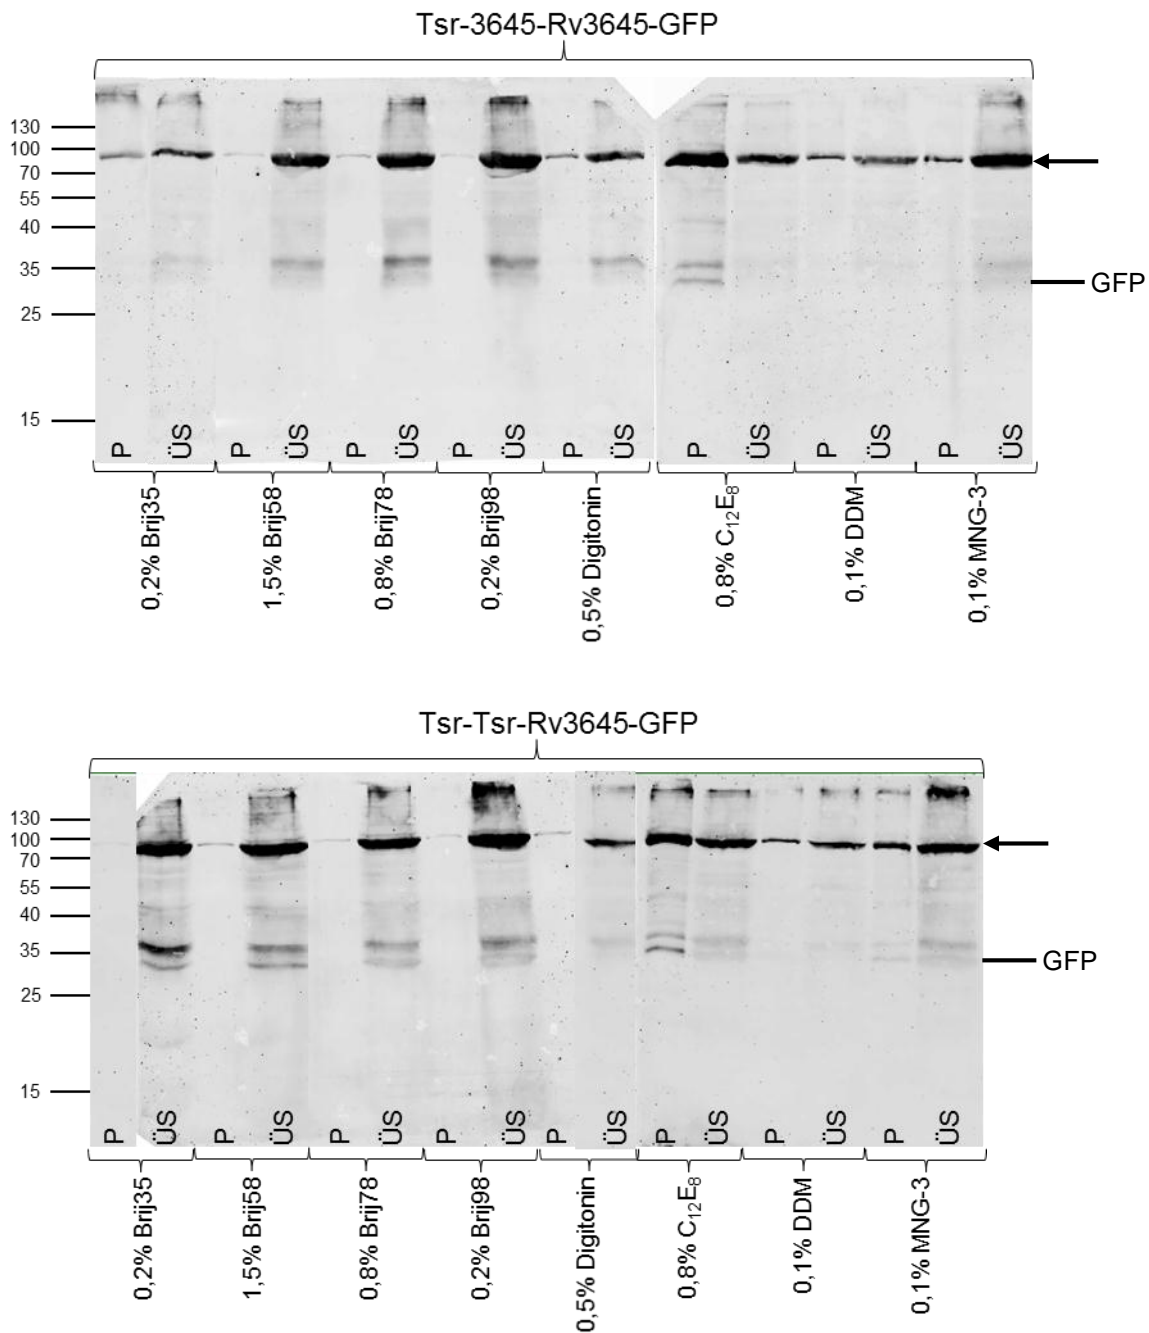 Tsr-3645-Rv3645-GFP
130
100
70
55
40
35
25
15
GFP
P ÜS P ÜS P ÜS P ÜS P ÜS P ÜS P ÜS P ÜS
0,2% Brij35
1,5% Brij58
0,8% Brij78
0,2% Brij98
0,5% Digitonin
0,8% C₁₂E₈
0,1% DDM
0,1% MNG-3
Tsr-Tsr-Rv3645-GFP
130
100
70
55
40
35
25
15
GFP
P ÜS P ÜS P ÜS P ÜS P ÜS P ÜS P ÜS P ÜS
0,2% Brij35
1,5% Brij58
0,8% Brij78
0,2% Brij98
0,5% Digitonin
0,8% C₁₂E₈
0,1% DDM
0,1% MNG-3